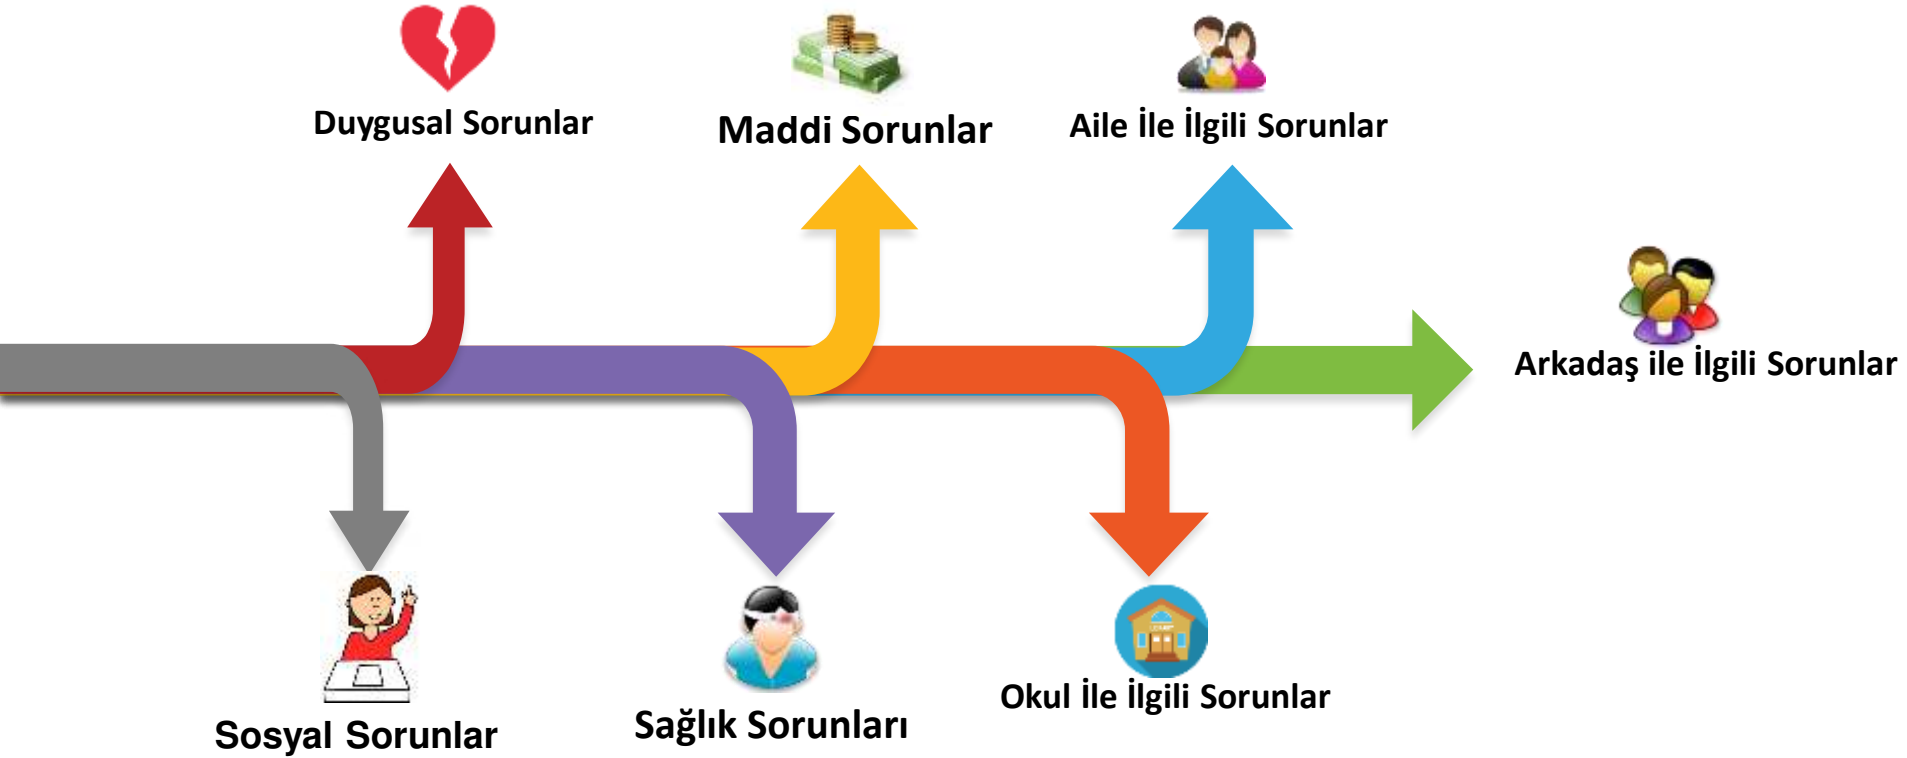 Duygusal Sorunlar
Maddi Sorunlar
Aile İle İlgili Sorunlar
Arkadaş ile İlgili Sorunlar
Sosyal Sorunlar
Sağlık Sorunları
Okul İle İlgili Sorunlar